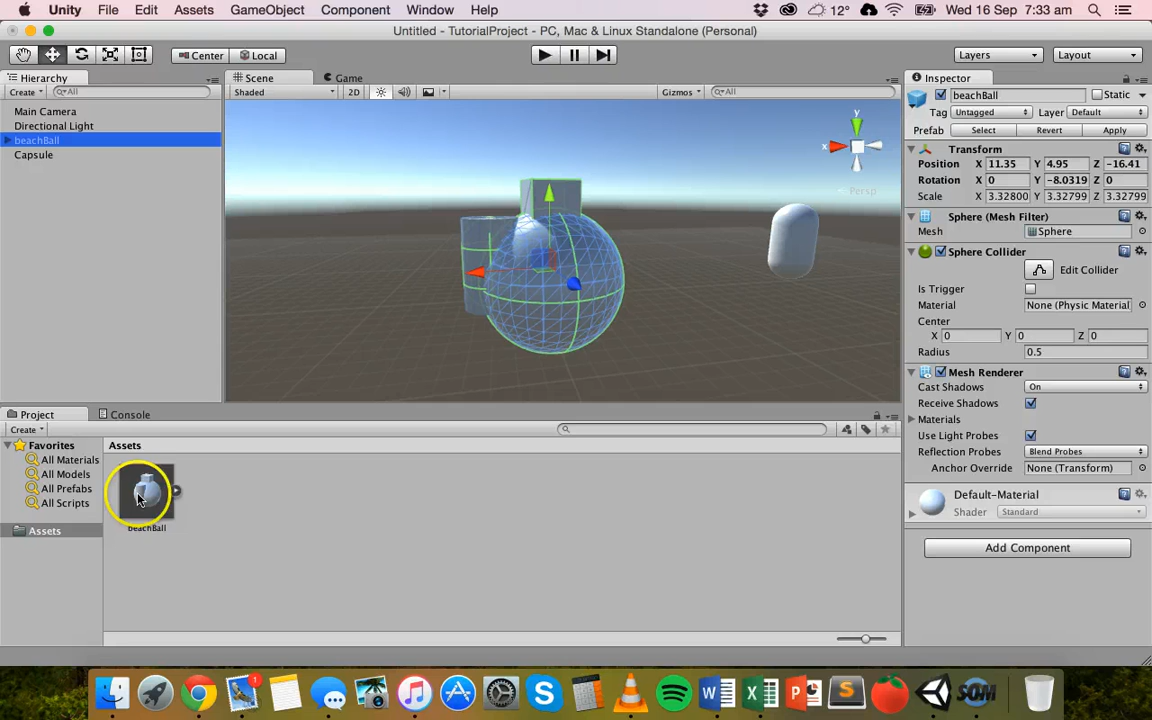 Unity File Edit Assets GameObject Component Window Help 12° Wed 16 Sep 7:33 am
Untitled - TutorialProject - PC, Mac & Linux Standalone (Personal)
Center Local Layers Layout
Hierarchy Scene Game Inspector
Create All Shaded 2D Gizmos All beachBall Static
Main Camera
Directional Light
beachBall
Capsule
y
x
Persp
Tag Untagged Layer Default
Prefab Select Revert Apply
Transform
Position X 11.35 Y 4.95 Z -16.41
Rotation X 0 Y -8.0319 Z 0
Scale X 3.32800 Y 3.32799 Z 3.32799
Sphere (Mesh Filter)
Mesh Sphere
Sphere Collider
Edit Collider
Is Trigger
Material None (Physic Material
Center
X 0 Y 0 Z 0
Radius 0.5
Mesh Renderer
Cast Shadows On
Receive Shadows
Materials
Use Light Probes
Reflection Probes Blend Probes
Anchor Override None (Transform)
Default-Material
Shader Standard
Add Component
Project Console
Create
Favorites Assets
All Materials
All Models
All Prefabs
All Scripts
Assets
beachBall
1
SOM